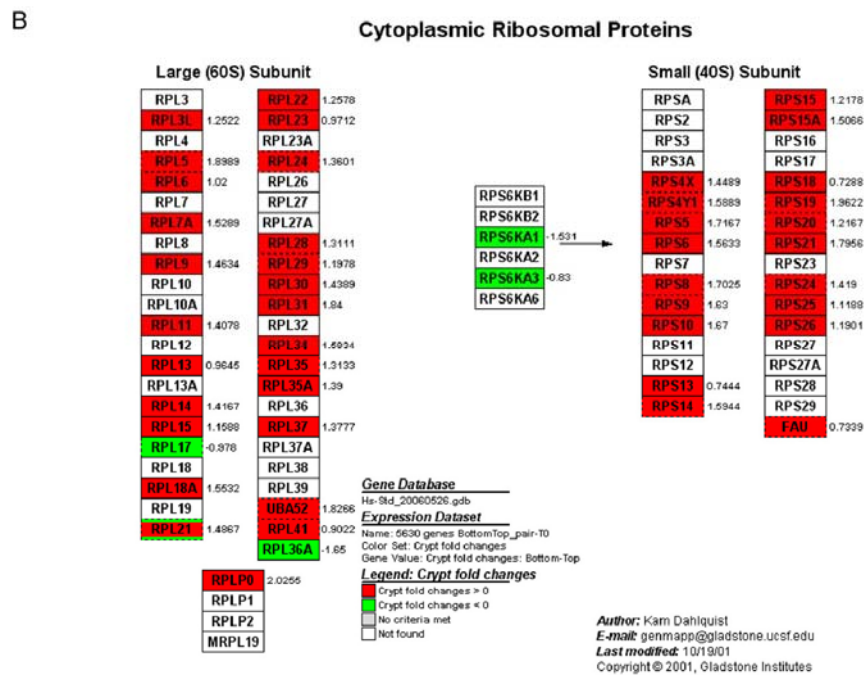 B
Cytoplasmic Ribosomal Proteins
Large (60S) Subunit
RPL3
RPL3L 1.2522
RPL4
RPL5 1.8989
RPL6 1.02
RPL7
RPL7A 1.5289
RPL8
RPL9 1.4634
RPL10
RPL10A
RPL11 1.4078
RPL12
RPL13 0.9645
RPL13A
RPL14 1.4167
RPL15 1.1588
RPL17 -0.978
RPL18
RPL18A 1.5532
RPL19
RPL21 1.4867
RPL22 1.2578
RPL23 0.9712
RPL23A
RPL24 1.3601
RPL26
RPL27
RPL27A
RPL28 1.3111
RPL29 1.1978
RPL30 1.4389
RPL31 1.84
RPL32
RPL34
RPL35 1.3133
RPL35A 1.39
RPL36
RPL37 1.3777
RPL37A
RPL38
RPL39
UBA52 1.8266
RPL41 0.9022
RPL36A -1.65
RPLP0 2.0255
RPLP1
RPLP2
MRPL19
RPS6KB1
RPS6KB2
RPS6KA1 -1.531
RPS6KA2
RPS6KA3 -0.83
RPS6KA6
Small (40S) Subunit
RPSA
RPS2
RPS3
RPS3A
RPS4X 1.4489
RPS4Y1 1.5889
RPS5 1.7167
RPS6 1.5633
RPS7
RPS8 1.7025
RPS9 1.63
RPS10 1.67
RPS11
RPS12
RPS13 0.7444
RPS14 1.5944
RPS15 1.2178
RPS15A 1.5066
RPS16
RPS17
RPS18 0.7288
RPS19 1.9622
RPS20 1.2167
RPS21 1.7956
RPS23
RPS24 1.419
RPS25 1.1188
RPS26 1.1901
RPS27
RPS27A
RPS28
RPS29
FAU 0.7339
Gene Database
Hs-Std_20060526.gdb
Expression Dataset
Name: 5630 genes BottomTop_pair-T0
Color Set: Crypt fold changes
Gene Value: Crypt fold changes: Bottom-Top
Legend: Crypt fold changes
Crypt fold changes > 0
Crypt fold changes < 0
No criteria met
Not found
Author: Kam Dahlquist
E-mail: genmapp@gladstone.ucsf.edu
Last modified: 10/19/01
Copyright © 2001, Gladstone Institutes